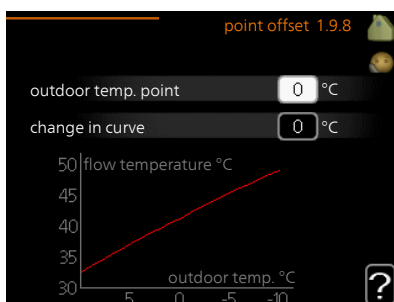 point offset 1.9.8
outdoor temp. point 0 °C
change in curve 0 °C
50 flow temperature °C
45
40
35
outdoor temp. °C
30
5 0 -5 -10
?